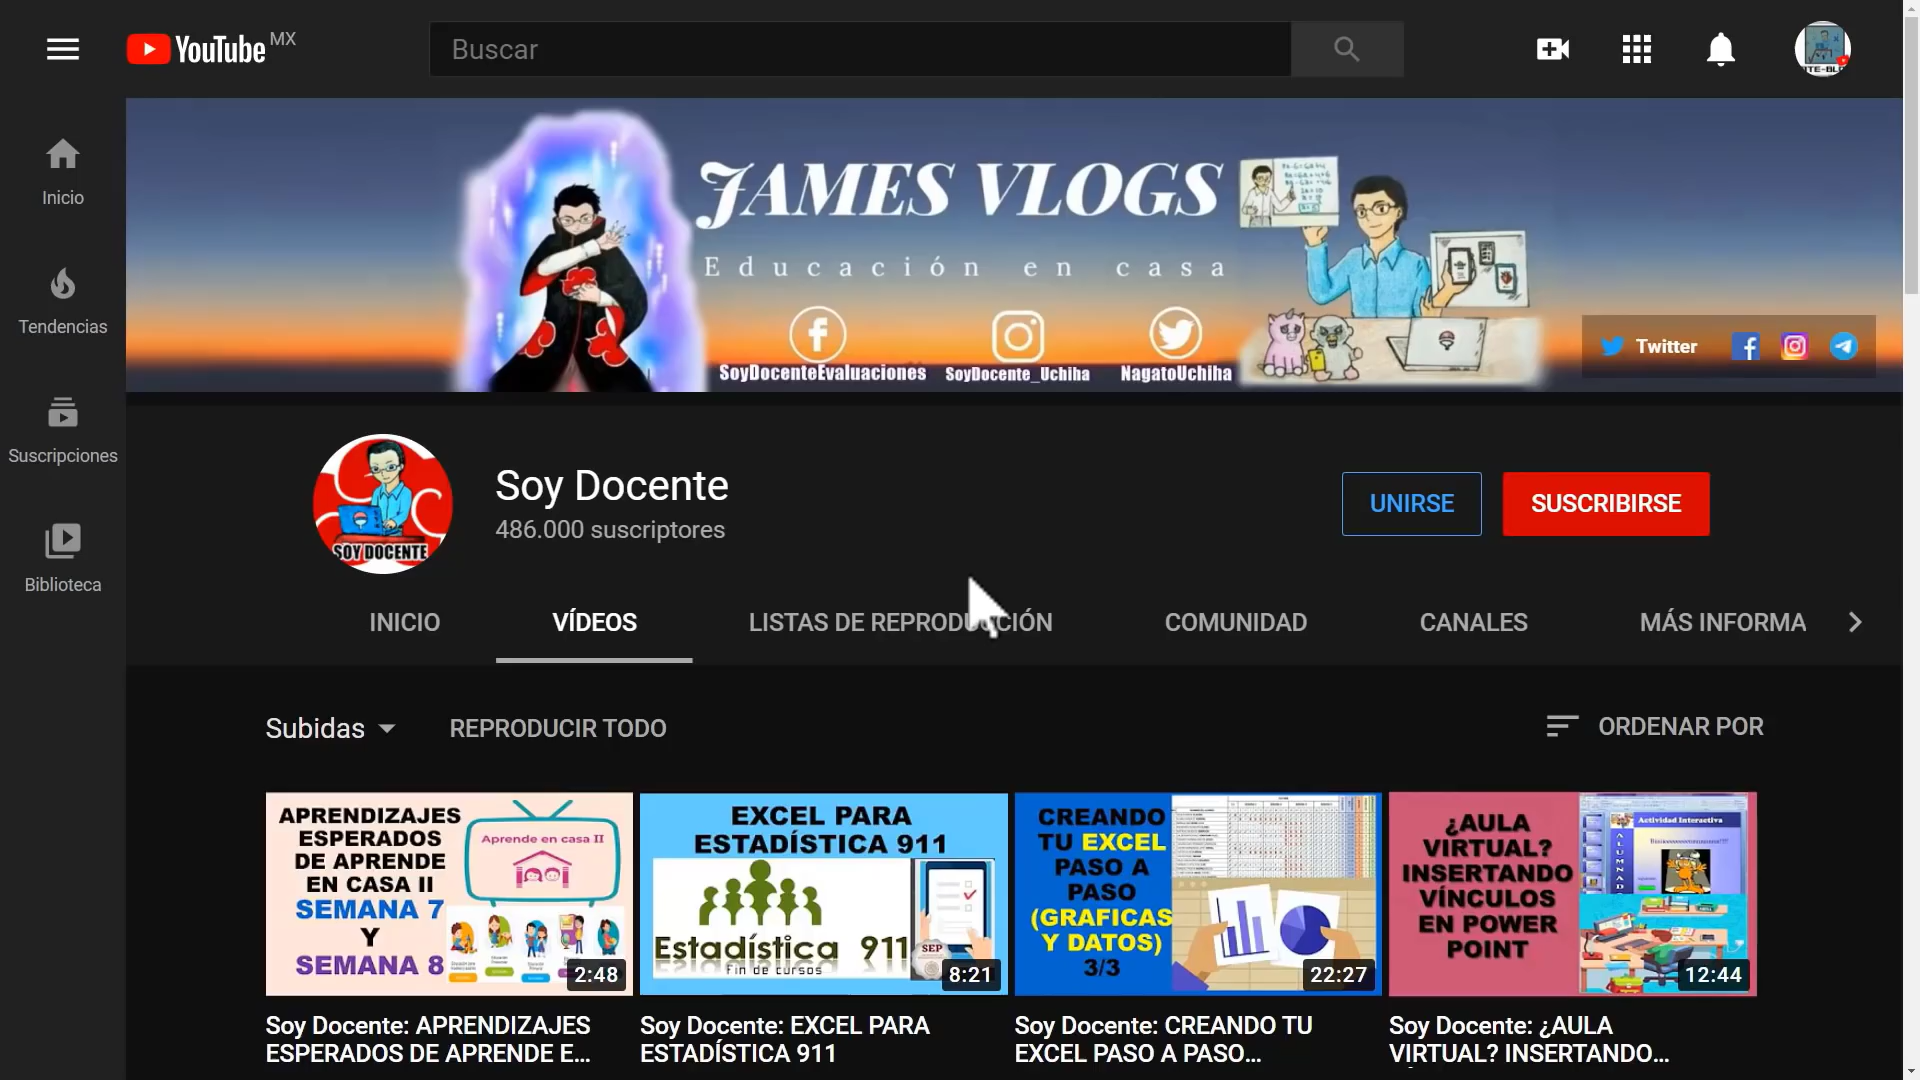 YouTube MX
Buscar
Inicio
Tendencias
Suscripciones
Biblioteca
JAMES VLOGS
Educación en casa
SoyDocenteEvaluaciones
SoyDocente_Uchiha
NagatoUchiha
Twitter
SOY DOCENTE
Soy Docente
486.000 suscriptores
UNIRSE
SUSCRIBIRSE
INICIO
VÍDEOS
LISTAS DE REPRODUCCIÓN
COMUNIDAD
CANALES
MÁS INFORMA
Subidas
REPRODUCIR TODO
ORDENAR POR
APRENDIZAJES
ESPERADOS
DE APRENDE
EN CASA II
SEMANA 7
Y
SEMANA 8
Aprende en casa II
2:48
EXCEL PARA
ESTADÍSTICA 911
Estadística 911
Fin de cursos
SEP
8:21
CREANDO
TU EXCEL
PASO A
PASO
(GRAFICAS
Y DATOS)
3/3
22:27
¿AULA
VIRTUAL?
INSERTANDO
VÍNCULOS
EN POWER
POINT
Actividad Interactiva
ALUMNAD
12:44
Soy Docente: APRENDIZAJES
ESPERADOS DE APRENDE E...
Soy Docente: EXCEL PARA
ESTADÍSTICA 911
Soy Docente: CREANDO TU
EXCEL PASO A PASO...
Soy Docente: ¿AULA
VIRTUAL? INSERTANDO...